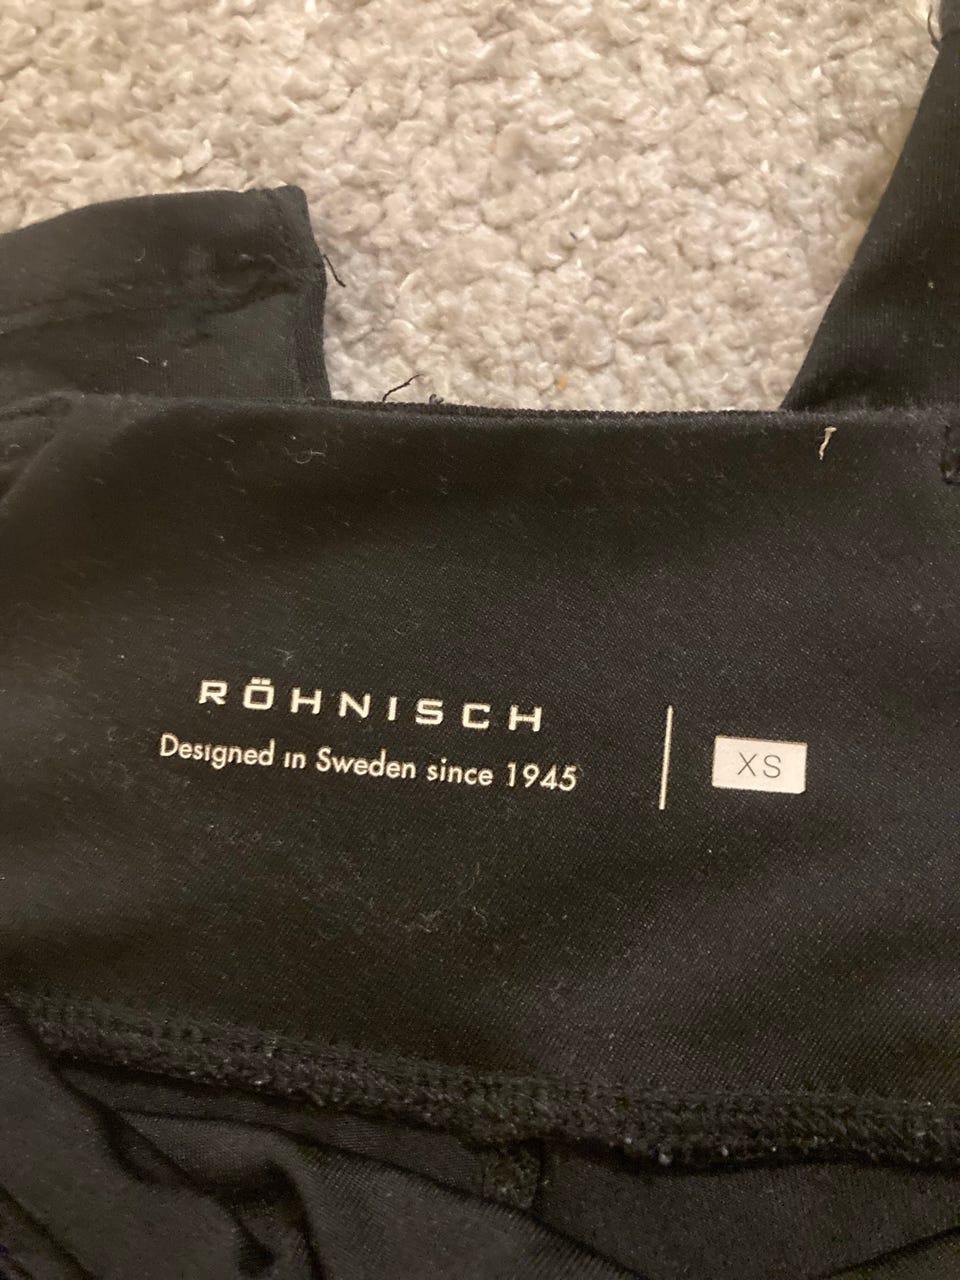 RÖHNISCH
Designed in Sweden since 1945
XS